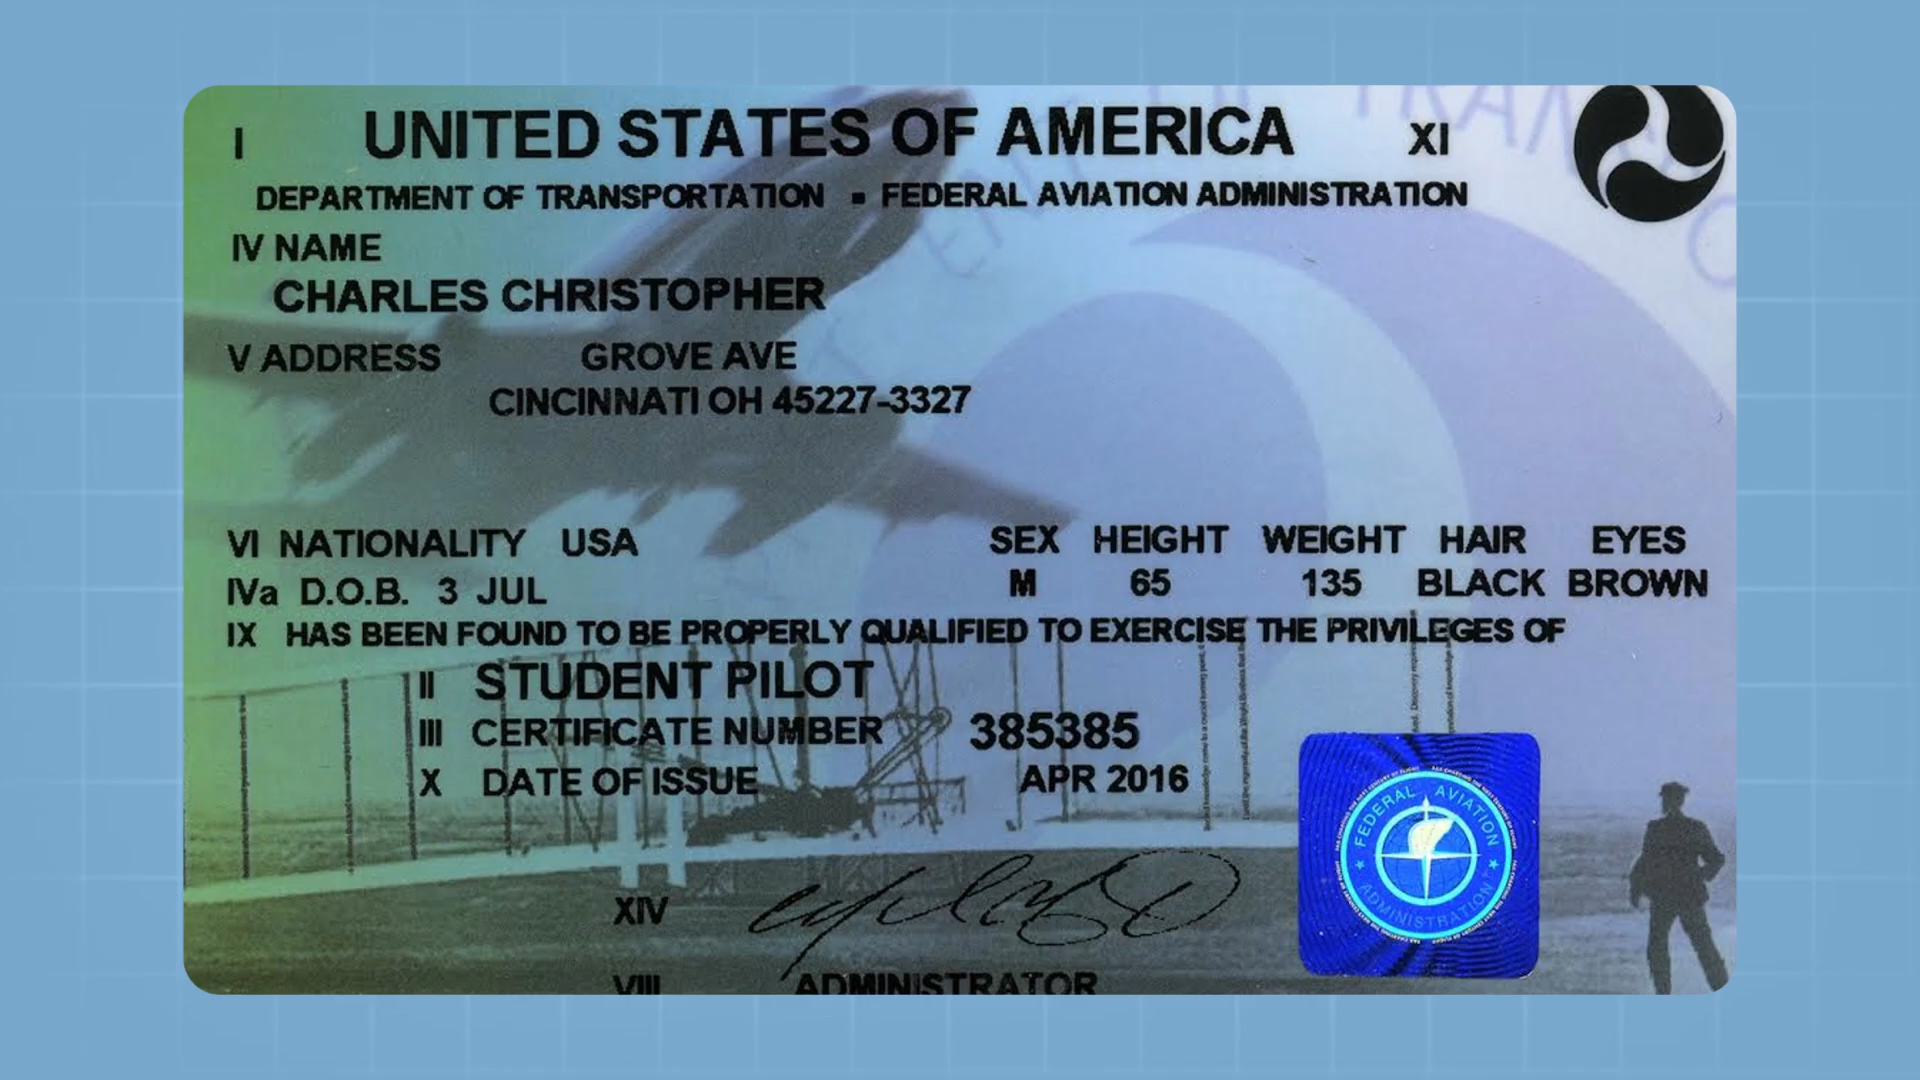 I UNITED STATES OF AMERICA XI
DEPARTMENT OF TRANSPORTATION ▪ FEDERAL AVIATION ADMINISTRATION
IV NAME
CHARLES CHRISTOPHER
V ADDRESS GROVE AVE
CINCINNATI OH 45227-3327
VI NATIONALITY USA SEX HEIGHT WEIGHT HAIR EYES
IVa D.O.B. 3 JUL M 65 135 BLACK BROWN
IX HAS BEEN FOUND TO BE PROPERLY QUALIFIED TO EXERCISE THE PRIVILEGES OF
II STUDENT PILOT
III CERTIFICATE NUMBER 385385
X DATE OF ISSUE APR 2016
XIV
VIII ADMINISTRATOR
FEDERAL AVIATION
ADMINISTRATION